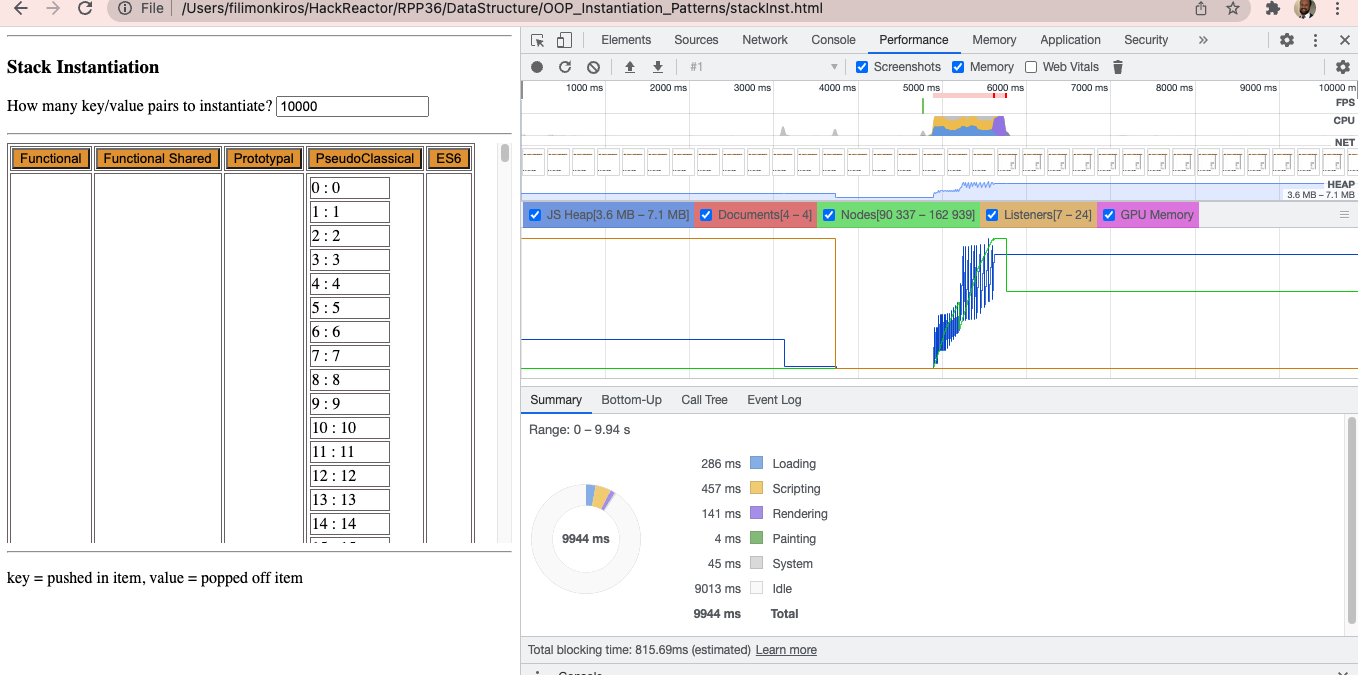 File /Users/filimonkiros/HackReactor/RPP36/DataStructure/OOP_Instantiation_Patterns/stackInst.html
Stack Instantiation
How many key/value pairs to instantiate? 10000
Functional Functional Shared Prototypal PseudoClassical ES6
0 : 0
1 : 1
2 : 2
3 : 3
4 : 4
5 : 5
6 : 6
7 : 7
8 : 8
9 : 9
10 : 10
11 : 11
12 : 12
13 : 13
14 : 14
key = pushed in item, value = popped off item
Elements Sources Network Console Performance Memory Application Security »
#1 Screenshots Memory Web Vitals
1000 ms 2000 ms 3000 ms 4000 ms 5000 ms 6000 ms 7000 ms 8000 ms 9000 ms 10000 m
FPS
CPU
NET
HEAP
3.6 MB – 7.1 MB
JS Heap[3.6 MB – 7.1 MB] Documents[4 – 4] Nodes[90 337 – 162 939] Listeners[7 – 24] GPU Memory
Summary Bottom-Up Call Tree Event Log
Range: 0 – 9.94 s
9944 ms
286 ms Loading
457 ms Scripting
141 ms Rendering
4 ms Painting
45 ms System
9013 ms Idle
9944 ms Total
Total blocking time: 815.69ms (estimated) Learn more